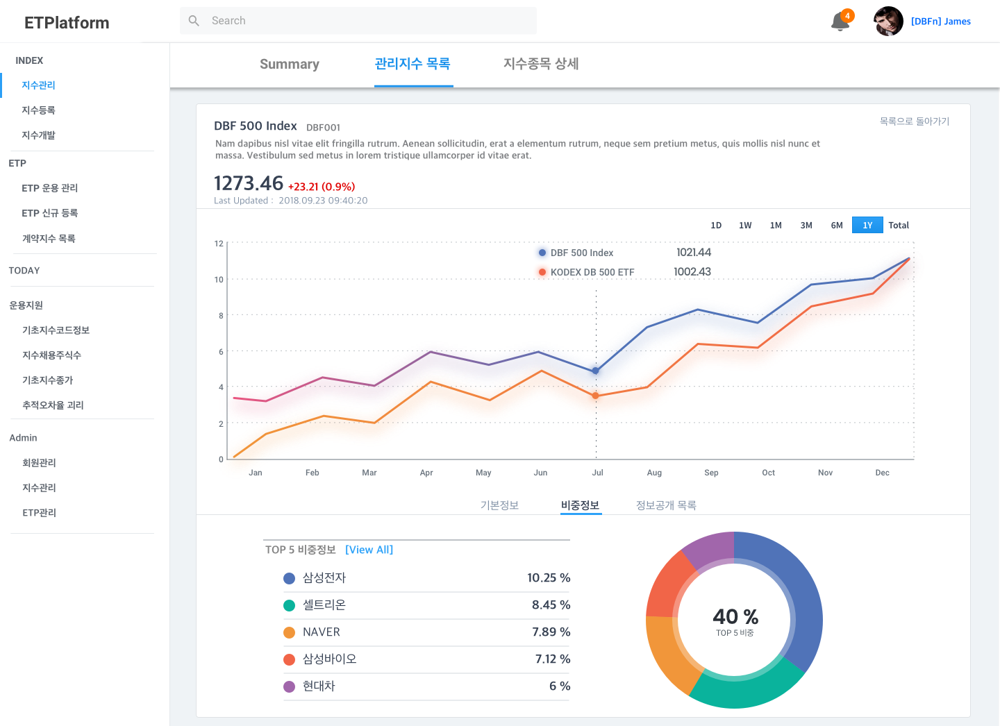 ETPlatform
Search
4
[DBFn] James
INDEX
지수관리
지수등록
지수개발
ETP
ETP 운용 관리
ETP 신규 등록
계약지수 목록
TODAY
운용지원
기초지수코드정보
지수채용주식수
기초지수종가
추적오차율 괴리
Admin
회원관리
지수관리
ETP관리
Summary
관리지수 목록
지수종목 상세
DBF 500 Index DBF001
목록으로 돌아가기
Nam dapibus nisl vitae elit fringilla rutrum. Aenean sollicitudin, erat a elementum rutrum, neque sem pretium metus, quis mollis nisl nunc et
massa. Vestibulum sed metus in lorem tristique ullamcorper id vitae erat.
1273.46 +23.21 (0.9%)
Last Updated : 2018.09.23 09:40:20
1D 1W 1M 3M 6M 1Y Total
DBF 500 Index 1021.44
KODEX DB 500 ETF 1002.43
12
10
8
6
4
2
0
Jan Feb Mar Apr May Jun Jul Aug Sep Oct Nov Dec
기본정보 비중정보 정보공개 목록
TOP 5 비중정보 [View All]
삼성전자 10.25 %
셀트리온 8.45 %
NAVER 7.89 %
삼성바이오 7.12 %
현대차 6 %
40 %
TOP 5 비중